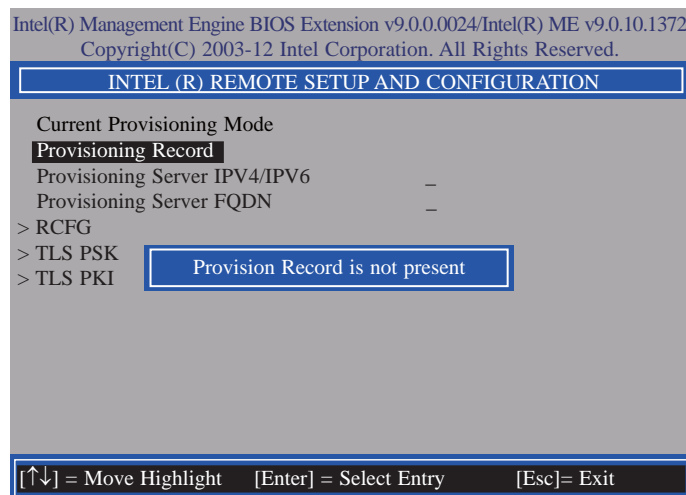 Intel(R) Management Engine BIOS Extension v9.0.0.0024/Intel(R) ME v9.0.10.1372
Copyright(C) 2003-12 Intel Corporation. All Rights Reserved.
INTEL (R) REMOTE SETUP AND CONFIGURATION
Current Provisioning Mode
Provisioning Record
Provisioning Server IPV4/IPV6 _
Provisioning Server FQDN _
> RCFG
> TLS PSK
> TLS PKI
Provision Record is not present
[↑↓] = Move Highlight [Enter] = Select Entry [Esc]= Exit